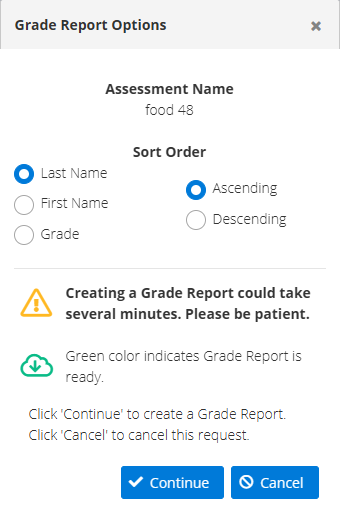 Grade Report Options
Assessment Name
food 48
Sort Order
Last Name
First Name
Grade
Ascending
Descending
Creating a Grade Report could take
several minutes. Please be patient.
Green color indicates Grade Report is
ready.
Click 'Continue' to create a Grade Report.
Click 'Cancel' to cancel this request.
Continue
Cancel